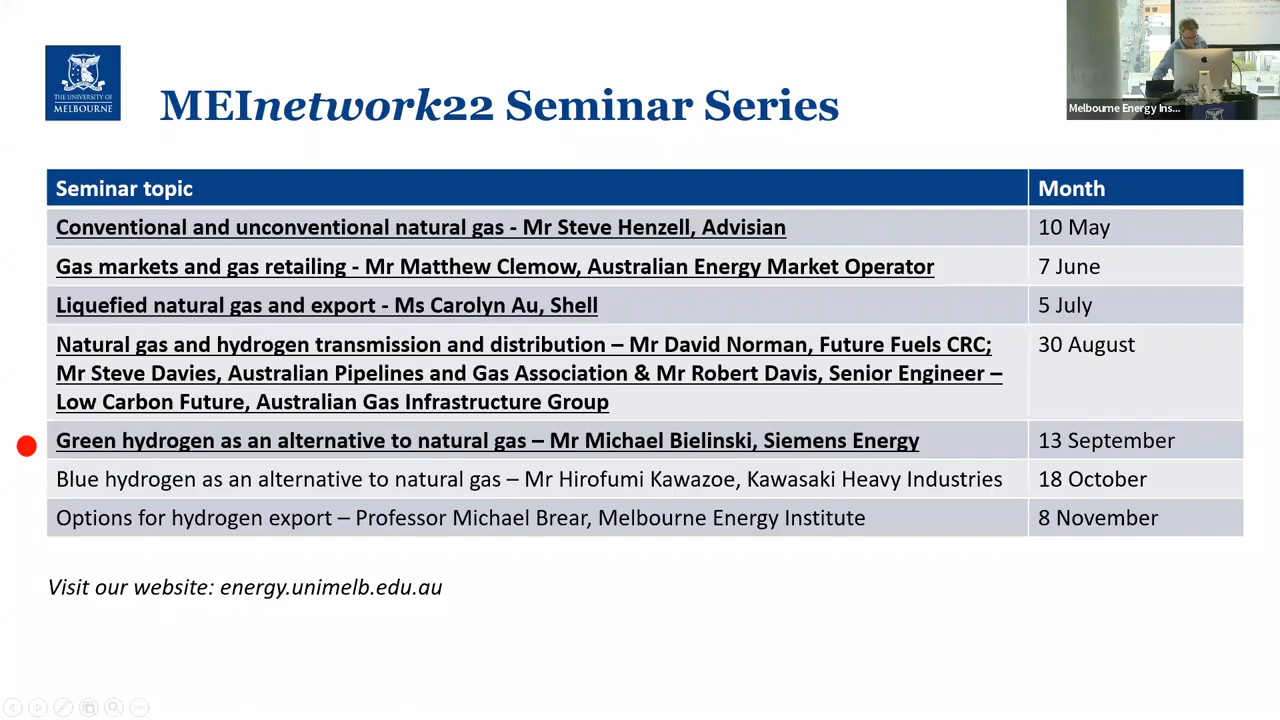 THE UNIVERSITY OF
MELBOURNE
MEInetwork22 Seminar Series
Melbourne Energy Ins...
Seminar topic
Month
Conventional and unconventional natural gas - Mr Steve Henzell, Advisian
10 May
Gas markets and gas retailing - Mr Matthew Clemow, Australian Energy Market Operator
7 June
Liquefied natural gas and export - Ms Carolyn Au, Shell
5 July
Natural gas and hydrogen transmission and distribution – Mr David Norman, Future Fuels CRC;
Mr Steve Davies, Australian Pipelines and Gas Association & Mr Robert Davis, Senior Engineer –
Low Carbon Future, Australian Gas Infrastructure Group
30 August
Green hydrogen as an alternative to natural gas – Mr Michael Bielinski, Siemens Energy
13 September
Blue hydrogen as an alternative to natural gas – Mr Hirofumi Kawazoe, Kawasaki Heavy Industries
18 October
Options for hydrogen export – Professor Michael Brear, Melbourne Energy Institute
8 November
Visit our website: energy.unimelb.edu.au